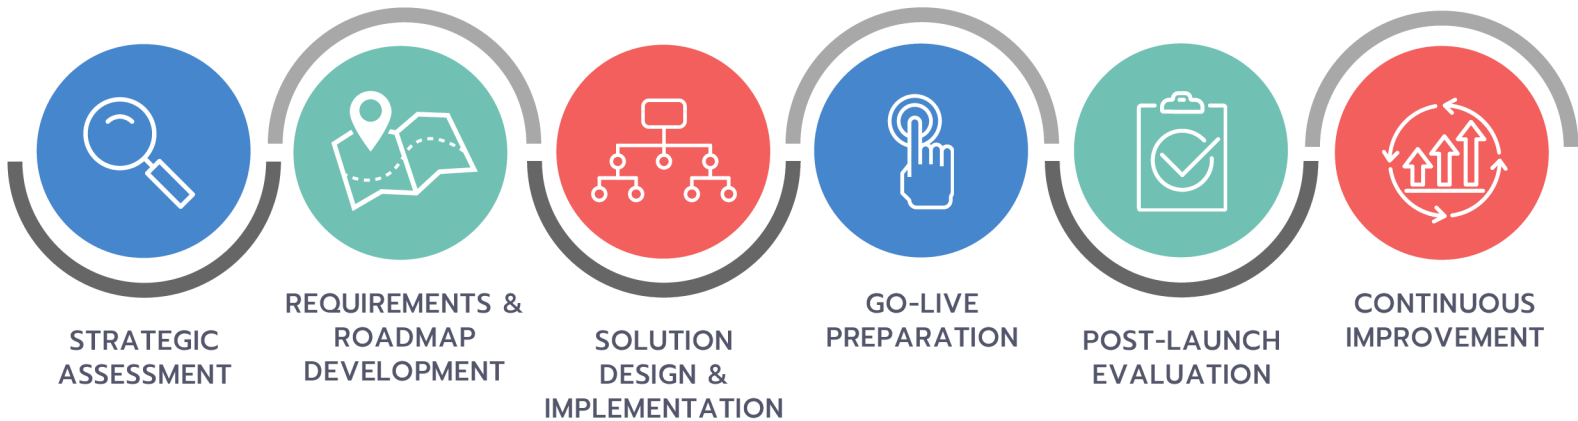 STRATEGIC
ASSESSMENT
REQUIREMENTS &
ROADMAP
DEVELOPMENT
SOLUTION
DESIGN &
IMPLEMENTATION
GO-LIVE
PREPARATION
POST-LAUNCH
EVALUATION
CONTINUOUS
IMPROVEMENT